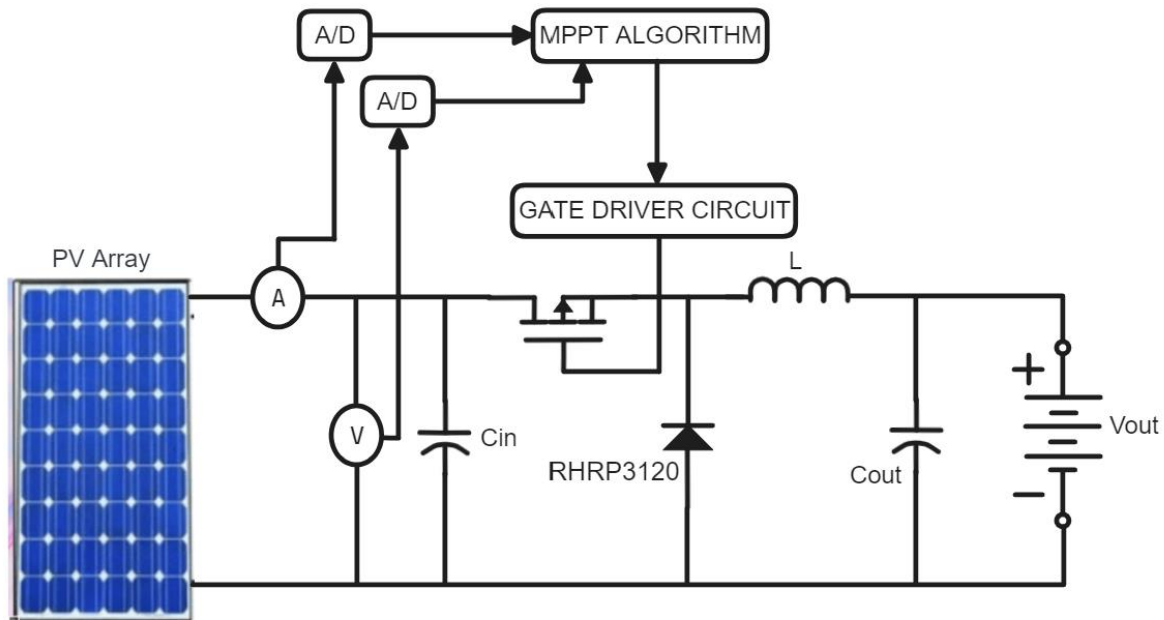 A/D
MPPT ALGORITHM
A/D
GATE DRIVER CIRCUIT
PV Array
L
A
V
Cin
RHRP3120
Cout
+
Vout
−